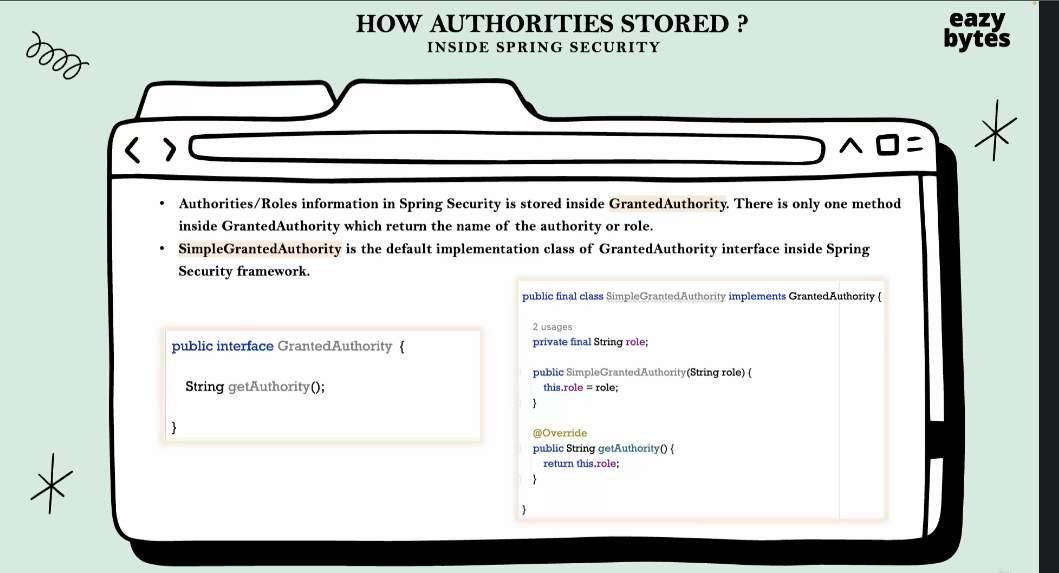 HOW AUTHORITIES STORED ?
INSIDE SPRING SECURITY
eazy
bytes
• Authorities/Roles information in Spring Security is stored inside GrantedAuthority. There is only one method
inside GrantedAuthority which return the name of the authority or role.
• SimpleGrantedAuthority is the default implementation class of GrantedAuthority interface inside Spring
Security framework.
public interface GrantedAuthority {
String getAuthority();
}
public final class SimpleGrantedAuthority implements GrantedAuthority {
2 usages
private final String role;
public SimpleGrantedAuthority(String role) {
this.role = role;
}
@Override
public String getAuthority() {
return this.role;
}
}